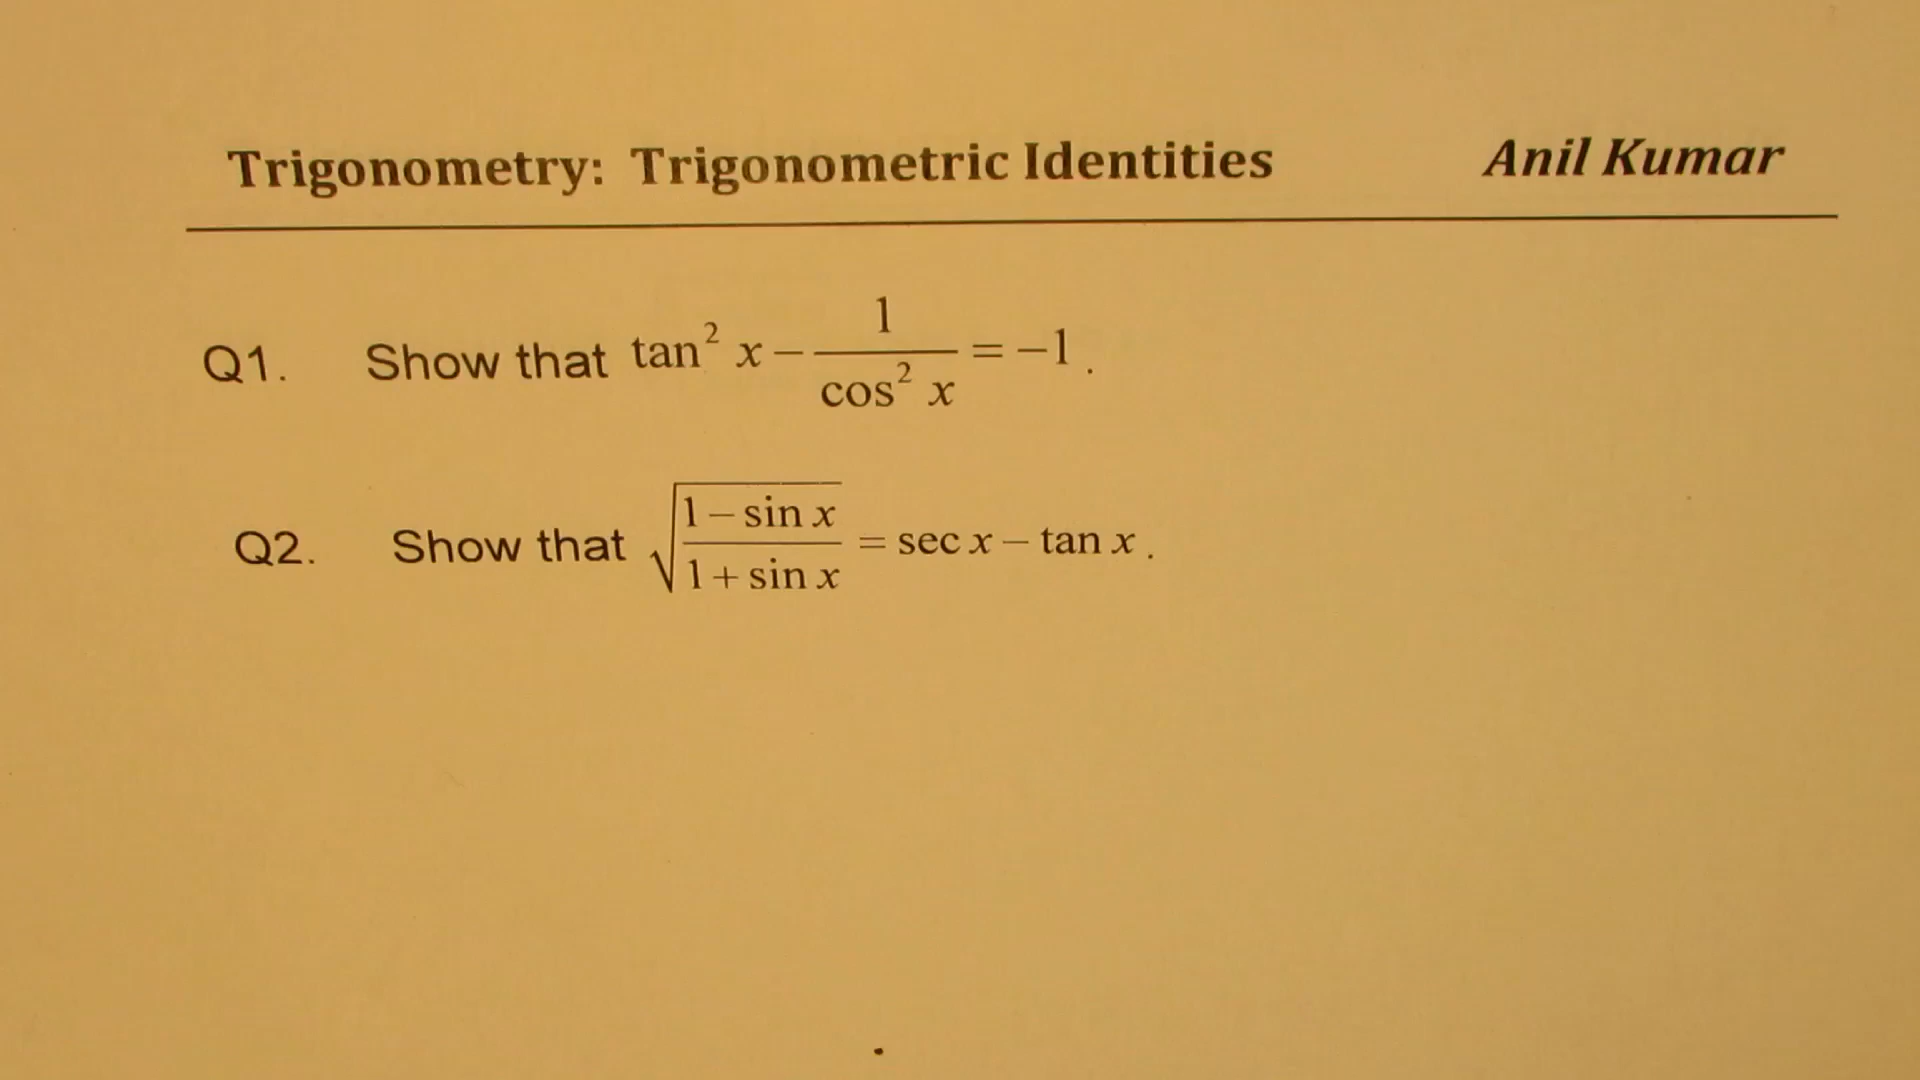 Trigonometry: Trigonometric Identities Anil Kumar
Q1. Show that tan² x − 1/cos² x = −1.
Q2. Show that √((1 − sin x)/(1 + sin x)) = sec x − tan x.